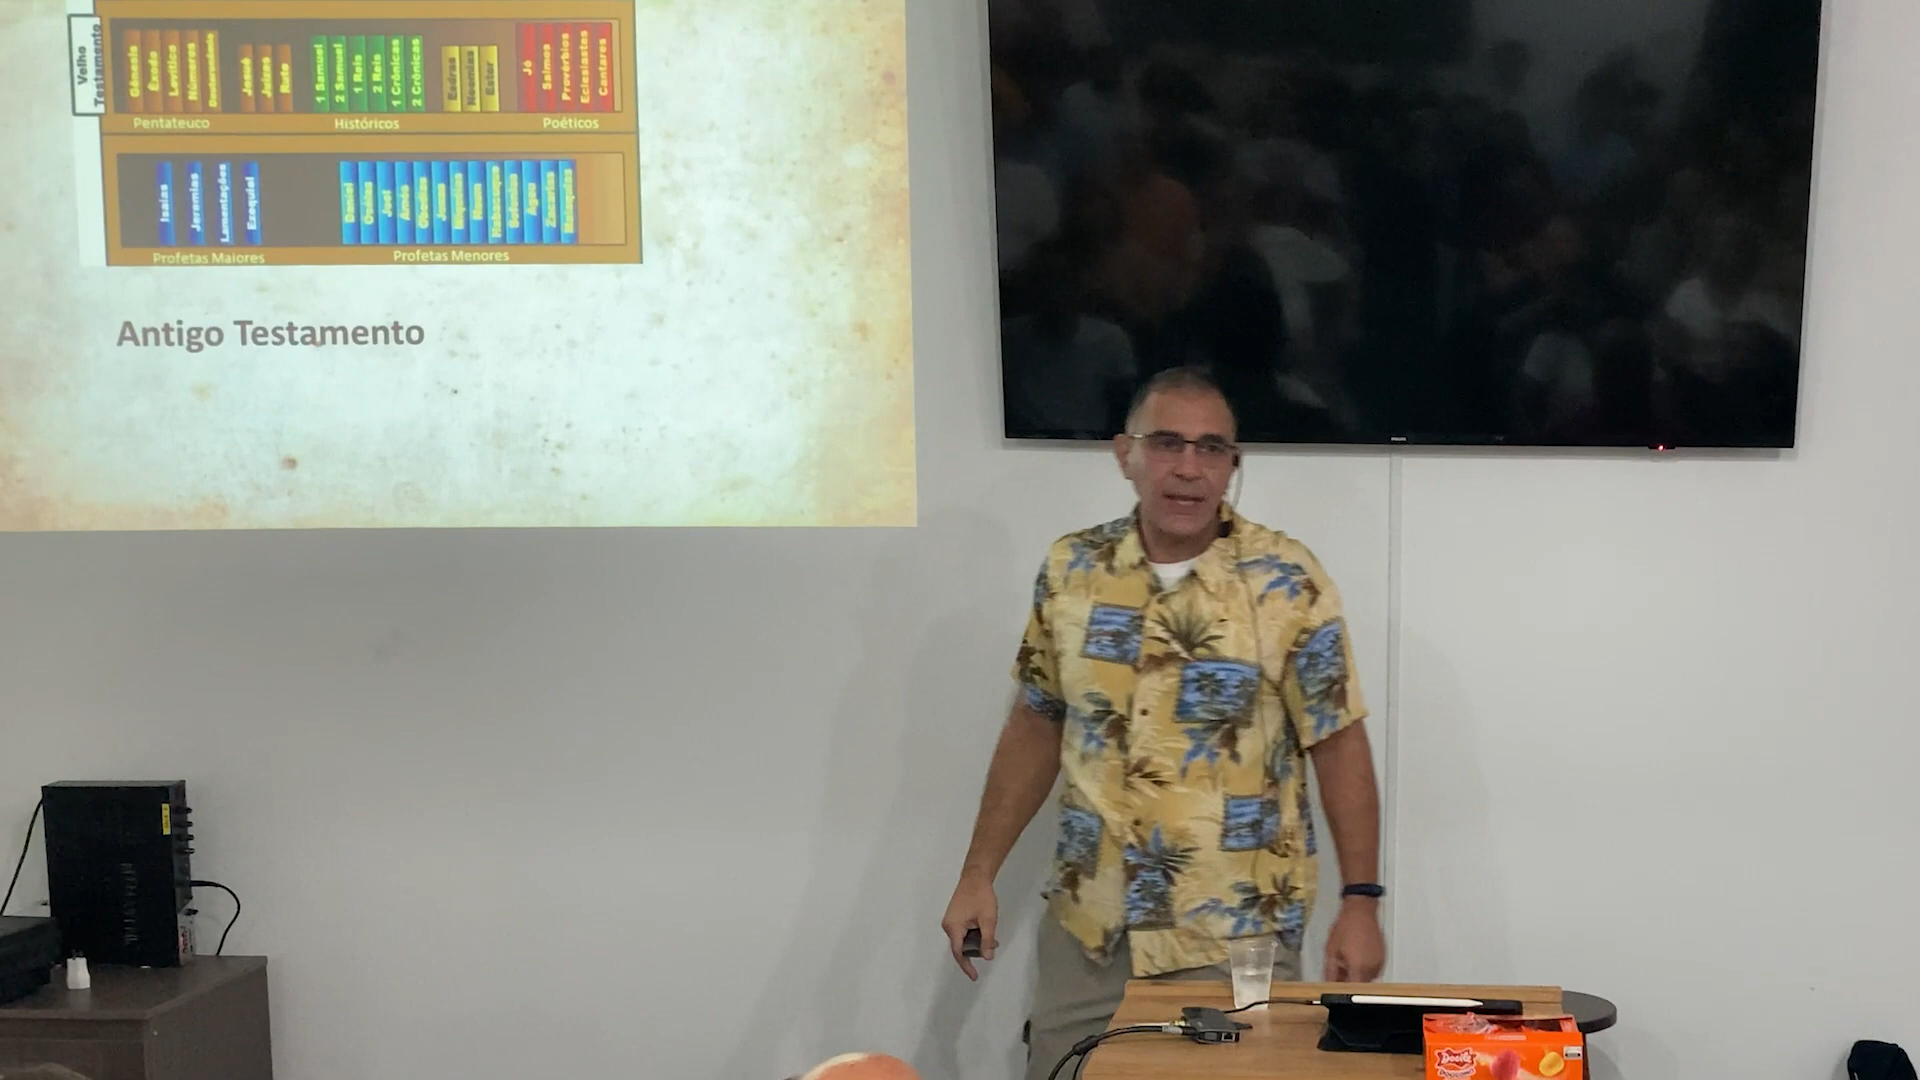 Velho
Testamento
Gênesis
Êxodo
Levítico
Números
Deuteronômio
Josué
Juízes
Rute
1 Samuel
2 Samuel
1 Reis
2 Reis
1 Crônicas
2 Crônicas
Esdras
Neemias
Ester
Jó
Salmos
Provérbios
Eclesiastes
Cantares
Pentateuco
Históricos
Poéticos
Isaías
Jeremias
Lamentações
Ezequiel
Daniel
Oséias
Joel
Amós
Obadias
Jonas
Miquéias
Naum
Habacuque
Sofonias
Ageu
Zacarias
Malaquias
Profetas Maiores
Profetas Menores
Antigo Testamento
PHILIPS
Docile